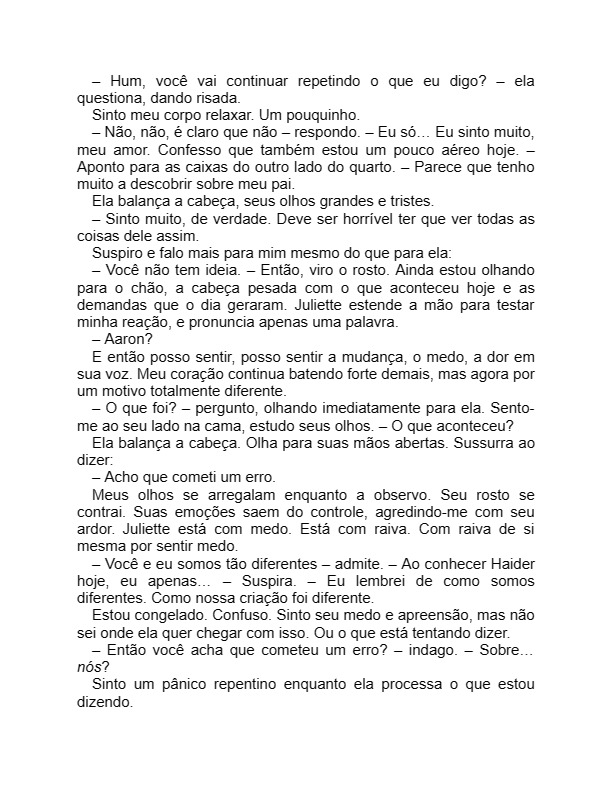 – Hum, você vai continuar repetindo o que eu digo? – ela
questiona, dando risada.
Sinto meu corpo relaxar. Um pouquinho.
– Não, não, é claro que não – respondo. – Eu só… Eu sinto muito,
meu amor. Confesso que também estou um pouco aéreo hoje. –
Aponto para as caixas do outro lado do quarto. – Parece que tenho
muito a descobrir sobre meu pai.
Ela balança a cabeça, seus olhos grandes e tristes.
– Sinto muito, de verdade. Deve ser horrível ter que ver todas as
coisas dele assim.
Suspiro e falo mais para mim mesmo do que para ela:
– Você não tem ideia. – Então, viro o rosto. Ainda estou olhando
para o chão, a cabeça pesada com o que aconteceu hoje e as
demandas que o dia geraram. Juliette estende a mão para testar
minha reação, e pronuncia apenas uma palavra.
– Aaron?
E então posso sentir, posso sentir a mudança, o medo, a dor em
sua voz. Meu coração continua batendo forte demais, mas agora por
um motivo totalmente diferente.
– O que foi? – pergunto, olhando imediatamente para ela. Sento-
me ao seu lado na cama, estudo seus olhos. – O que aconteceu?
Ela balança a cabeça. Olha para suas mãos abertas. Sussurra ao
dizer:
– Acho que cometi um erro.
Meus olhos se arregalam enquanto a observo. Seu rosto se
contrai. Suas emoções saem do controle, agredindo-me com seu
ardor. Juliette está com medo. Está com raiva. Com raiva de si
mesma por sentir medo.
– Você e eu somos tão diferentes – admite. – Ao conhecer Haider
hoje, eu apenas… – Suspira. – Eu lembrei de como somos
diferentes. Como nossa criação foi diferente.
Estou congelado. Confuso. Sinto seu medo e apreensão, mas não
sei onde ela quer chegar com isso. Ou o que está tentando dizer.
– Então você acha que cometeu um erro? – indago. – Sobre…
nós?
Sinto um pânico repentino enquanto ela processa o que estou
dizendo.